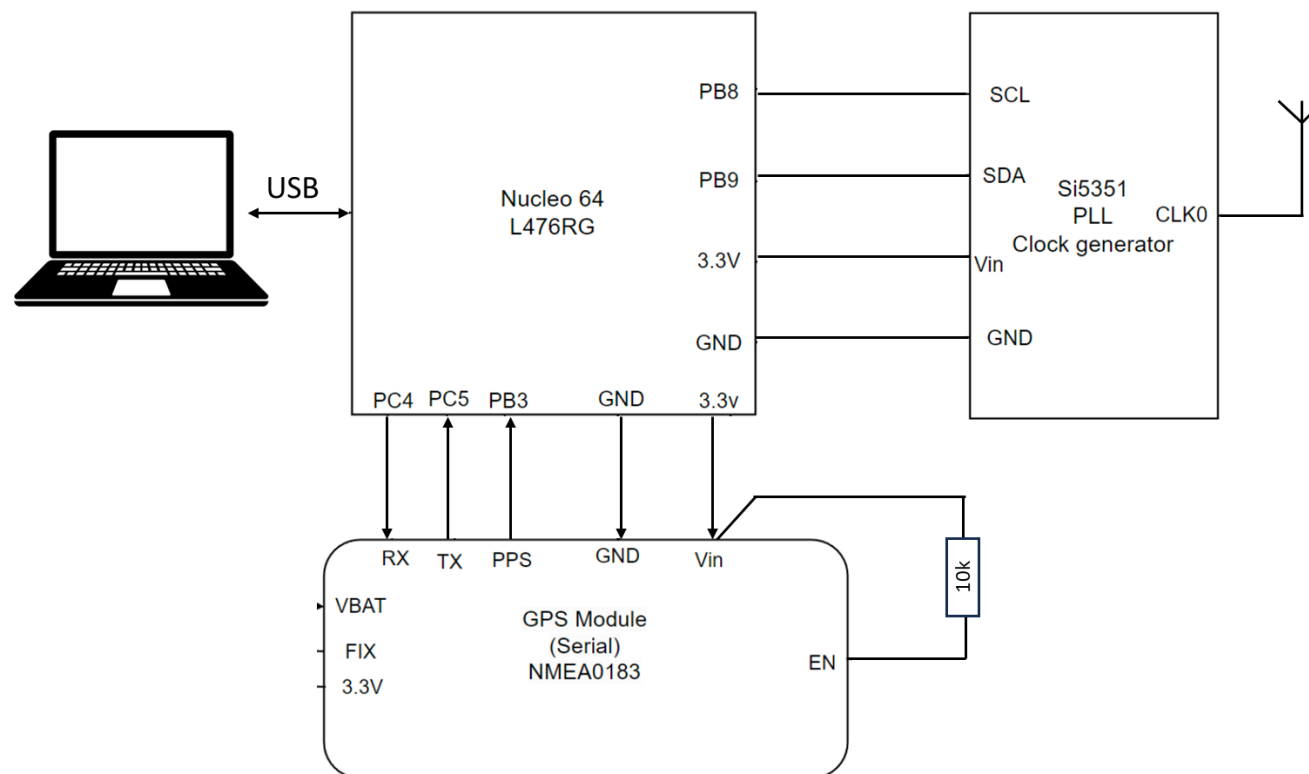 USB
Nucleo 64
L476RG
PB8
PB9
3.3V
GND
PC4
PC5
PB3
GND
3.3v
SCL
SDA
Vin
GND
Si5351
PLL
Clock generator
CLK0
RX
TX
PPS
GND
Vin
VBAT
FIX
3.3V
GPS Module
(Serial)
NMEA0183
EN
10k